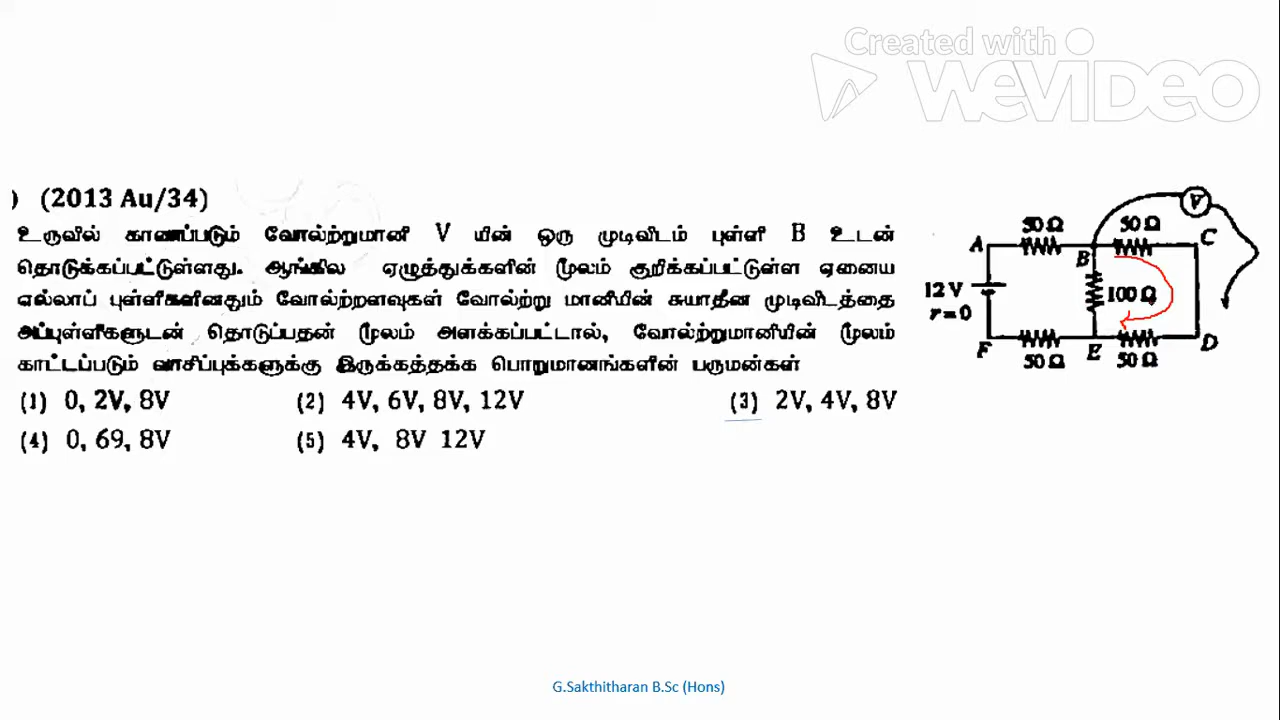 Created with
WEVIDEO
) (2013 Au/34)
உருவில் காணப்படும் வோல்ற்றுமானி V யின் ஒரு முடிவிடம் புள்ளி B உடன்
தொடுக்கப்பட்டுள்ளது. ஆங்கில ஏழுத்துக்களின் மூலம் குறிக்கப்பட்டுள்ள ஏனைய
ஏல்லாப் புள்ளிகளினதும் வோல்ற்றளவுகள் வோல்ற்று மானியின் சுயாதீன முடிவிடத்தை
அப்புள்ளிகளுடன் தொடுப்பதன் மூலம் அளக்கப்பட்டால், வோல்ற்றுமானியின் மூலம்
காட்டப்படும் வாசிப்புக்களுக்கு இருக்கத்தக்க பொறுமானங்களின் பருமன்கள்
(1) 0, 2V, 8V (2) 4V, 6V, 8V, 12V (3) 2V, 4V, 8V
(4) 0, 69, 8V (5) 4V, 8V 12V
V
50 Ω 50 Ω
A B C
12 V 100 Ω
r=0
F E D
50 Ω 50 Ω
G.Sakthitharan B.Sc (Hons)